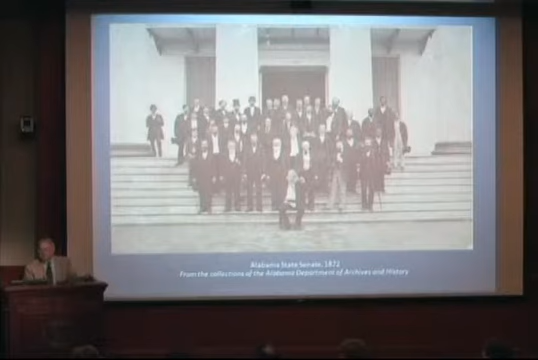 Alabama State Senate, 1872
From the collections of the Alabama Department of Archives and History